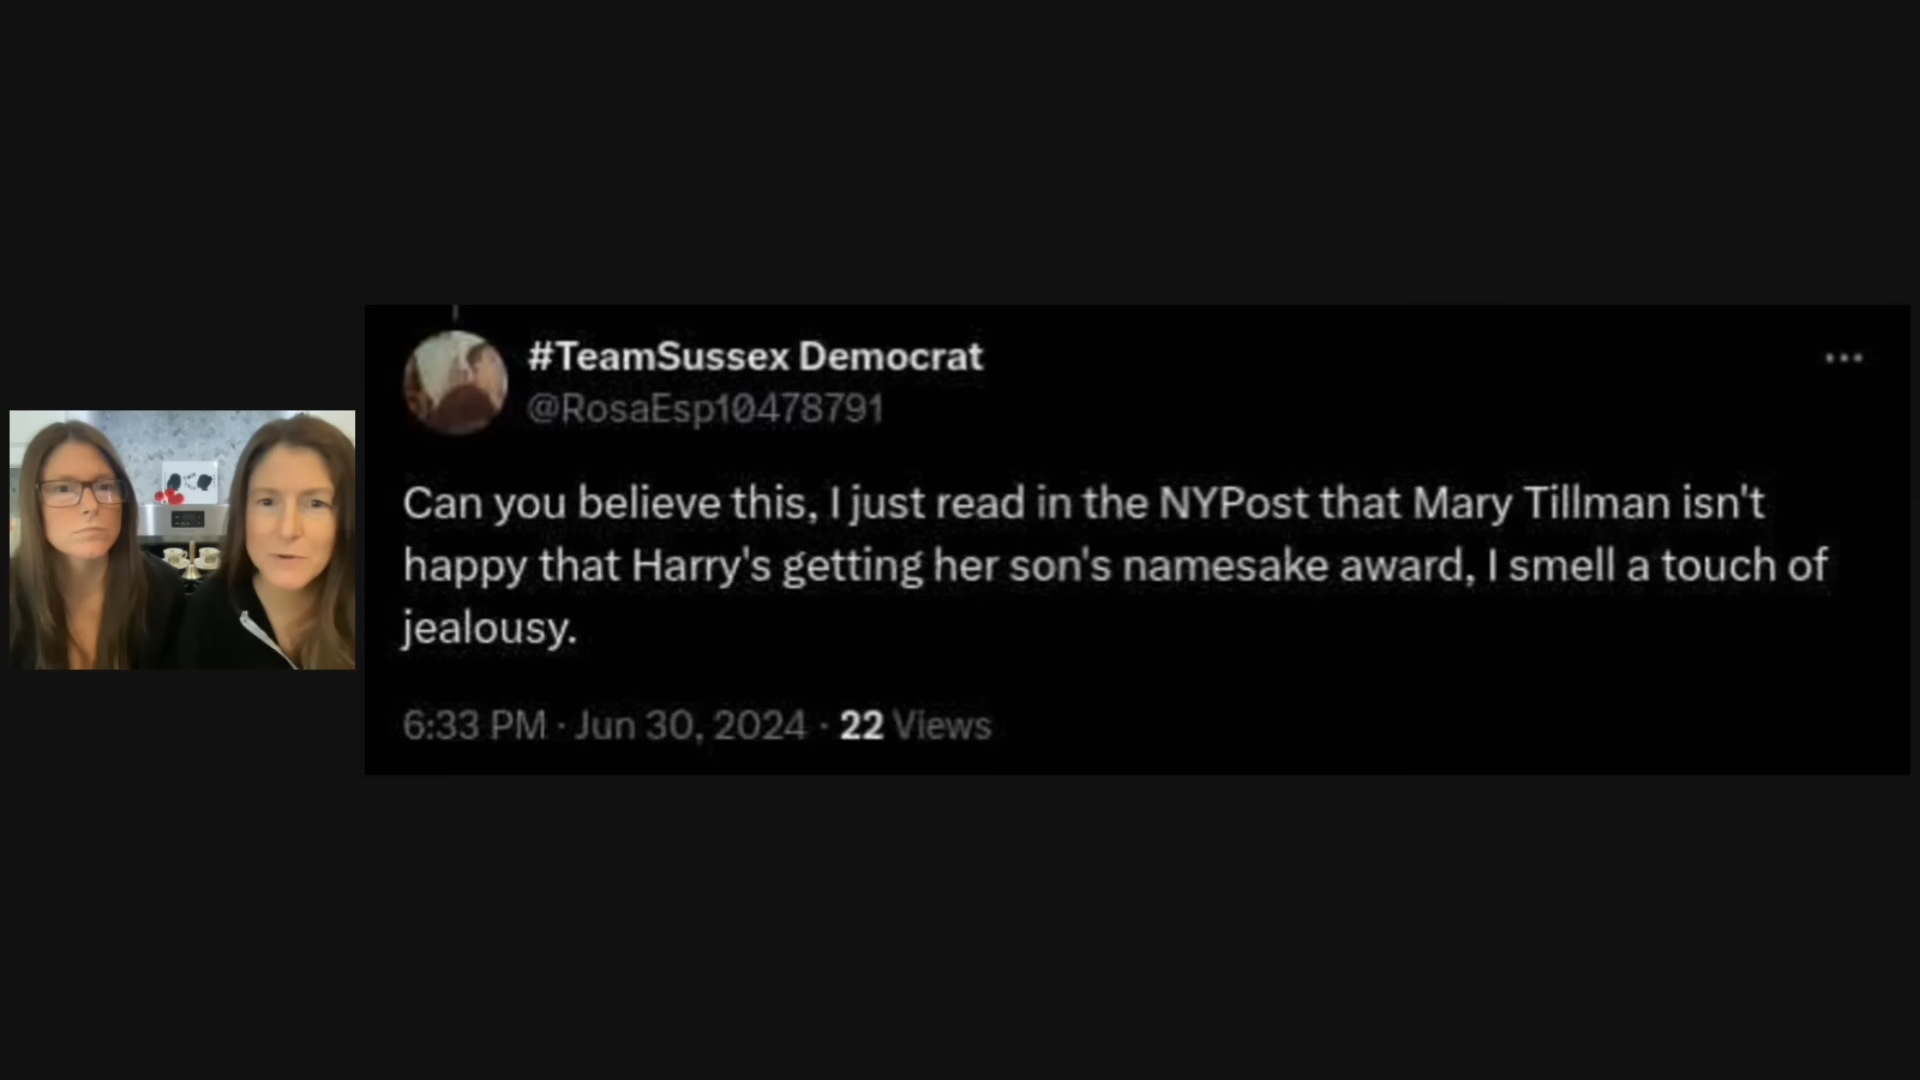 #TeamSussex Democrat
@RosaEsp10478791
Can you believe this, I just read in the NYPost that Mary Tillman isn't
happy that Harry's getting her son's namesake award, I smell a touch of
jealousy.
6:33 PM · Jun 30, 2024 · 22 Views